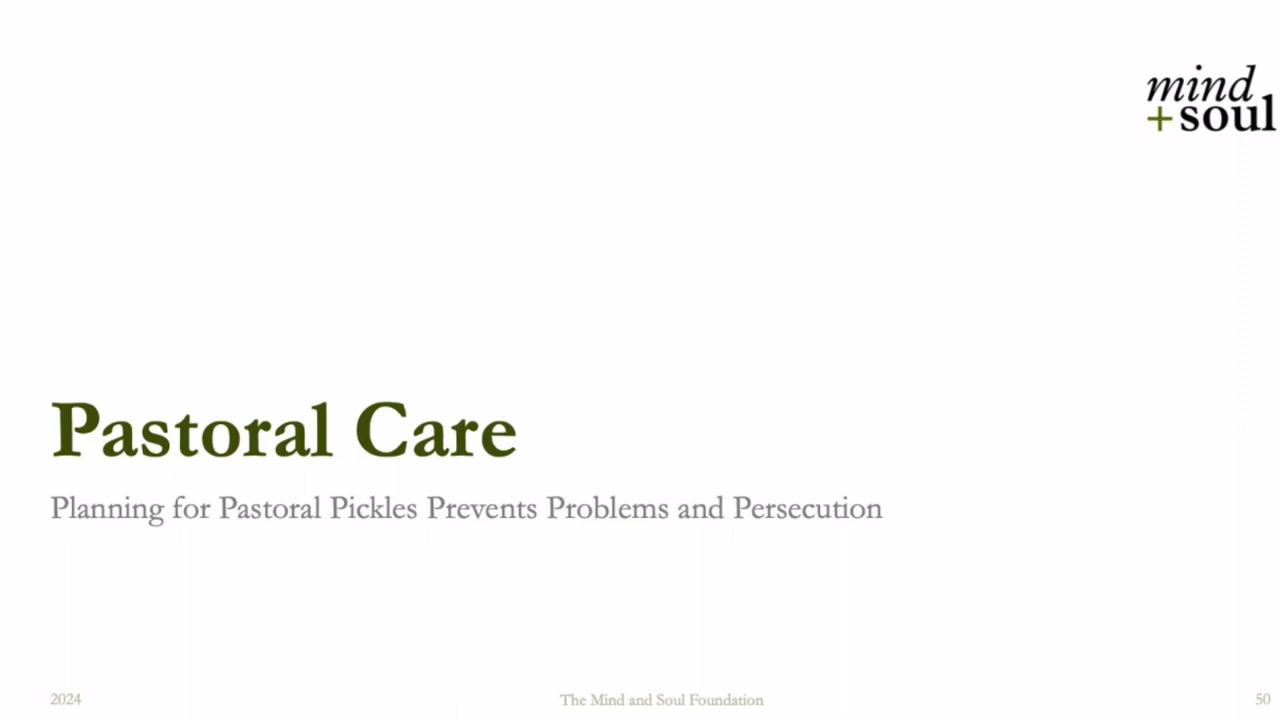 mind
+soul
Pastoral Care
Planning for Pastoral Pickles Prevents Problems and Persecution
2024
The Mind and Soul Foundation
50